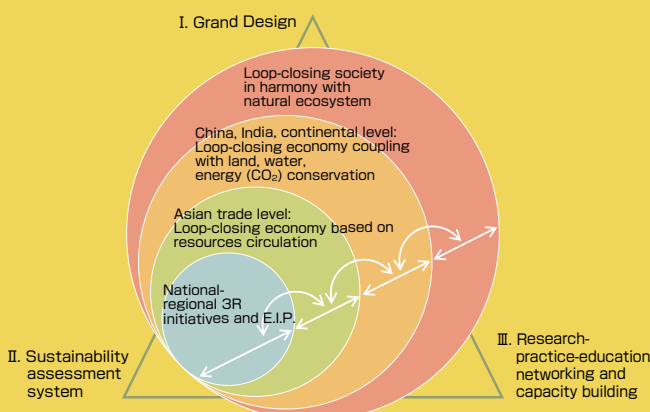 I. Grand Design
Loop-closing society
in harmony with
natural ecosystem
China, India, continental level:
Loop-closing economy coupling
with land, water,
energy (CO₂) conservation
Asian trade level:
Loop-closing economy based on
resources circulation
National-
regional 3R
initiatives and E.I.P.
II. Sustainability
assessment
system
III. Research-
practice-education
networking and
capacity building